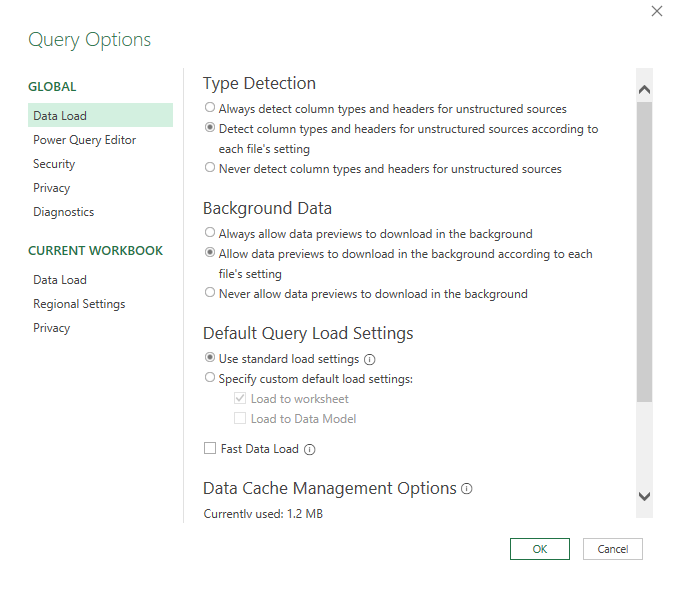 Query Options
GLOBAL
Data Load
Power Query Editor
Security
Privacy
Diagnostics
CURRENT WORKBOOK
Data Load
Regional Settings
Privacy
Type Detection
Always detect column types and headers for unstructured sources
Detect column types and headers for unstructured sources according to
each file's setting
Never detect column types and headers for unstructured sources
Background Data
Always allow data previews to download in the background
Allow data previews to download in the background according to each
file's setting
Never allow data previews to download in the background
Default Query Load Settings
Use standard load settings
Specify custom default load settings:
Load to worksheet
Load to Data Model
Fast Data Load
Data Cache Management Options
Currently used: 1.2 MB
OK
Cancel